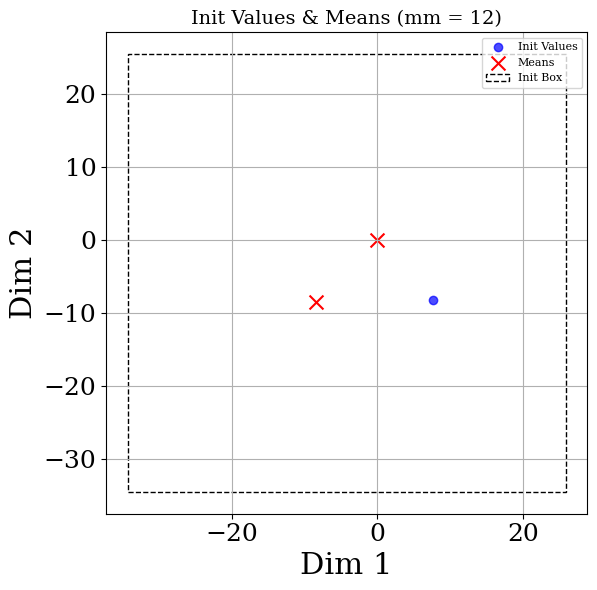 Init Values & Means (mm = 12)
Init Values
Means
Init Box
20
10
0
−10
−20
−30
Dim 2
−20
0
20
Dim 1